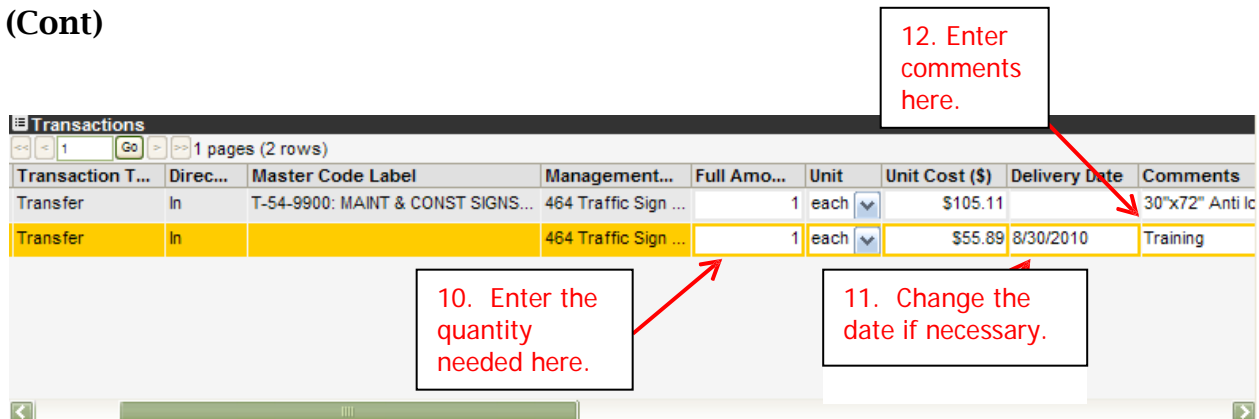 (Cont)
12. Enter
comments
here.
Transactions
<< < 1 Go > >> 1 pages (2 rows)
Transaction T... Direc... Master Code Label Management... Full Amo... Unit Unit Cost ($) Delivery Date Comments
Transfer In T-54-9900: MAINT & CONST SIGNS... 464 Traffic Sign ... 1 each $105.11 30"x72" Anti
Transfer In 464 Traffic Sign ... 1 each $55.89 8/30/2010 Training
10. Enter the
quantity
needed here.
11. Change the
date if necessary.